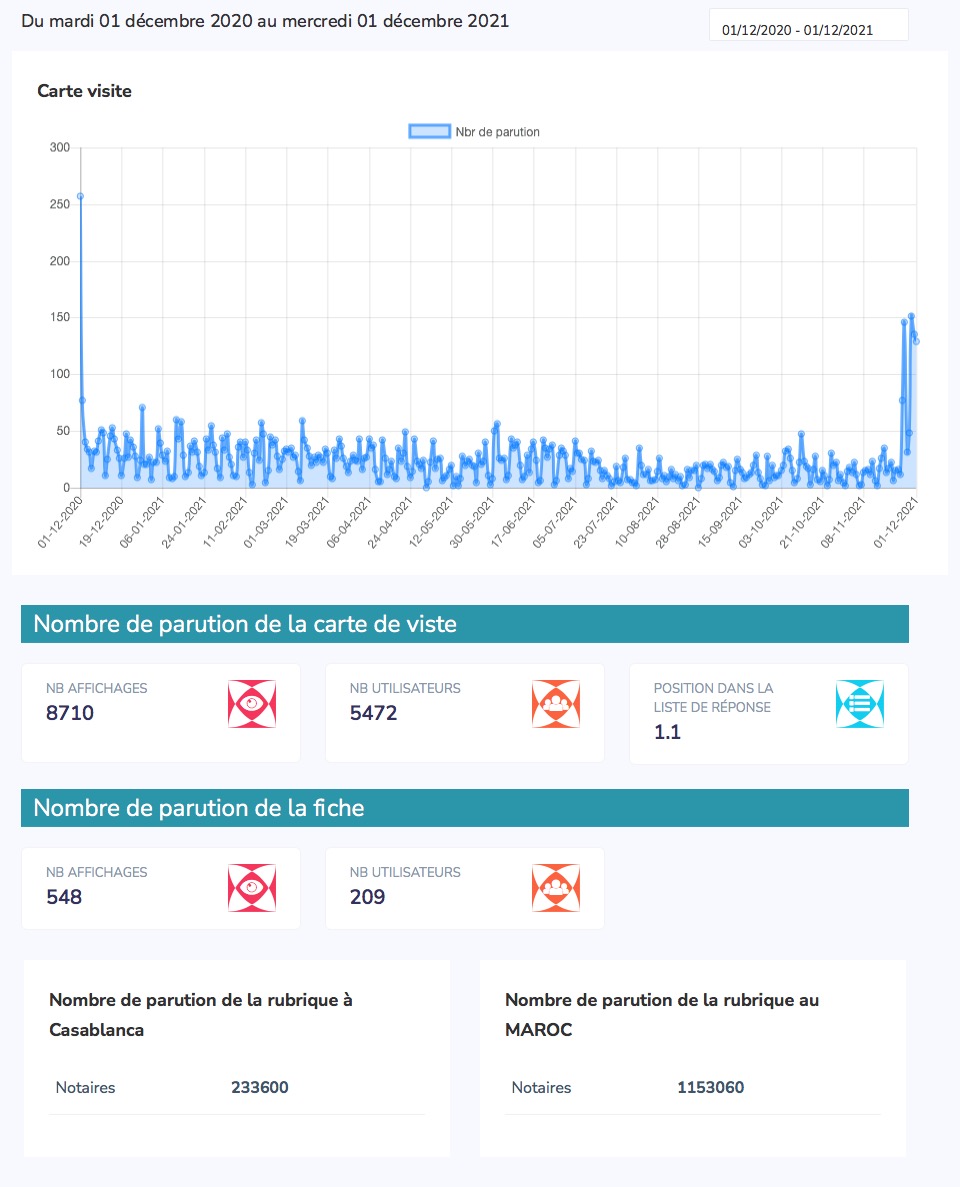 Du mardi 01 décembre 2020 au mercredi 01 décembre 2021
01/12/2020 - 01/12/2021
Carte visite
Nbr de parution
300
250
200
150
100
50
0
01-12-2020
19-12-2020
06-01-2021
24-01-2021
11-02-2021
01-03-2021
19-03-2021
06-04-2021
24-04-2021
12-05-2021
30-05-2021
17-06-2021
05-07-2021
23-07-2021
10-08-2021
28-08-2021
15-09-2021
03-10-2021
21-10-2021
08-11-2021
01-12-2021
Nombre de parution de la carte de viste
NB AFFICHAGES
8710
NB UTILISATEURS
5472
POSITION DANS LA
LISTE DE RÉPONSE
1.1
Nombre de parution de la fiche
NB AFFICHAGES
548
NB UTILISATEURS
209
Nombre de parution de la rubrique à
Casablanca
Notaires 233600
Nombre de parution de la rubrique au
MAROC
Notaires 1153060